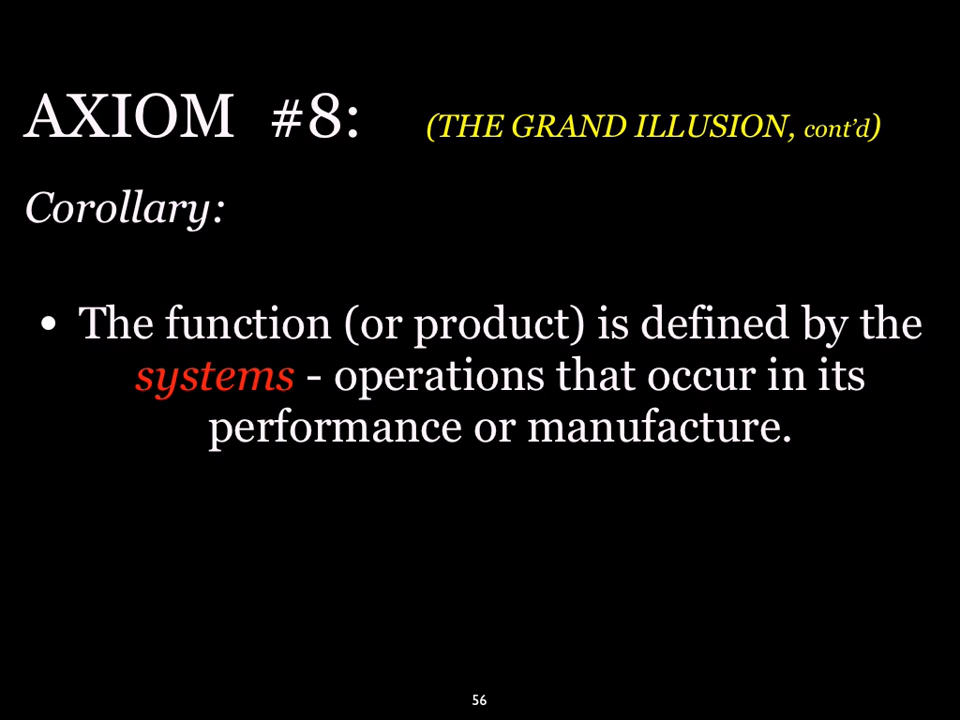 AXIOM #8: (THE GRAND ILLUSION, cont’d)
Corollary:
• The function (or product) is defined by the
systems - operations that occur in its
performance or manufacture.
56